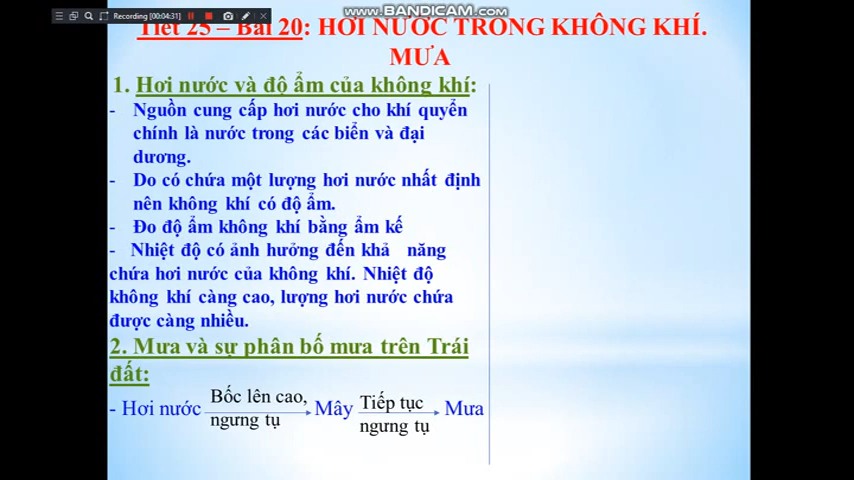 Recording [00:04:31]
www.BANDICAM.com
Tiết 25 – Bài 20: HƠI NƯỚC TRONG KHÔNG KHÍ.
MƯA
1. Hơi nước và độ ẩm của không khí:
- Nguồn cung cấp hơi nước cho khí quyển
chính là nước trong các biển và đại
dương.
- Do có chứa một lượng hơi nước nhất định
nên không khí có độ ẩm.
- Đo độ ẩm không khí bằng ẩm kế
- Nhiệt độ có ảnh hưởng đến khả năng
chứa hơi nước của không khí. Nhiệt độ
không khí càng cao, lượng hơi nước chứa
được càng nhiều.
2. Mưa và sự phân bố mưa trên Trái
đất:
- Hơi nước Bốc lên cao, ngưng tụ Mây Tiếp tục ngưng tụ Mưa